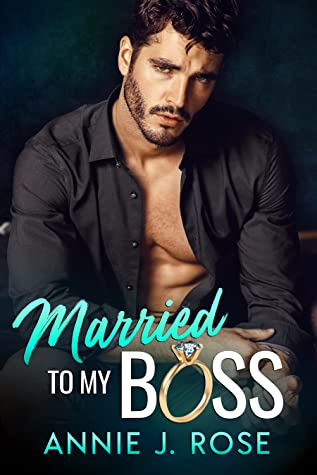 Married
TO MY BOSS
ANNIE J. ROSE